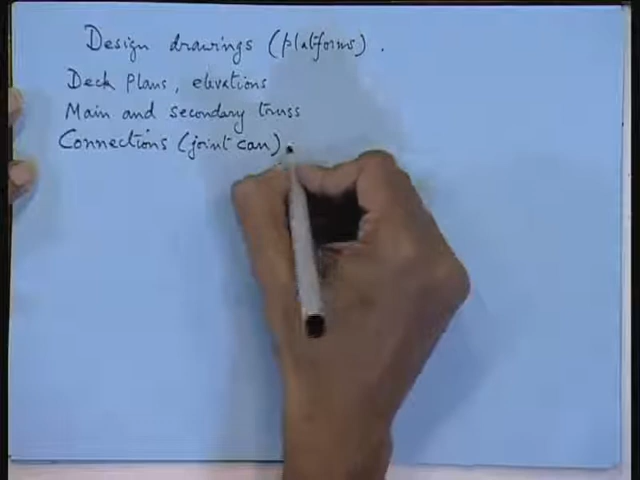 Design drawings (platforms).
Deck plans, elevations
Main and secondary truss
Connections (joint can),